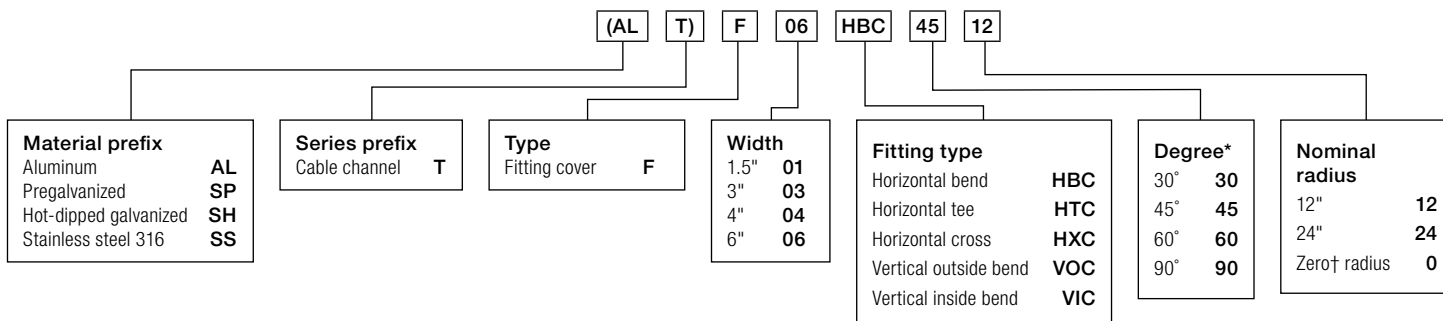 (AL T) F 06 HBC 45 12
Material prefix
Aluminum AL
Pregalvanized SP
Hot-dipped galvanized SH
Stainless steel 316 SS
Series prefix
Cable channel T
Type
Fitting cover F
Width
1.5" 01
3" 03
4" 04
6" 06
Fitting type
Horizontal bend HBC
Horizontal tee HTC
Horizontal cross HXC
Vertical outside bend VOC
Vertical inside bend VIC
Degree*
30˚ 30
45˚ 45
60˚ 60
90˚ 90
Nominal
radius
12" 12
24" 24
Zero† radius 0